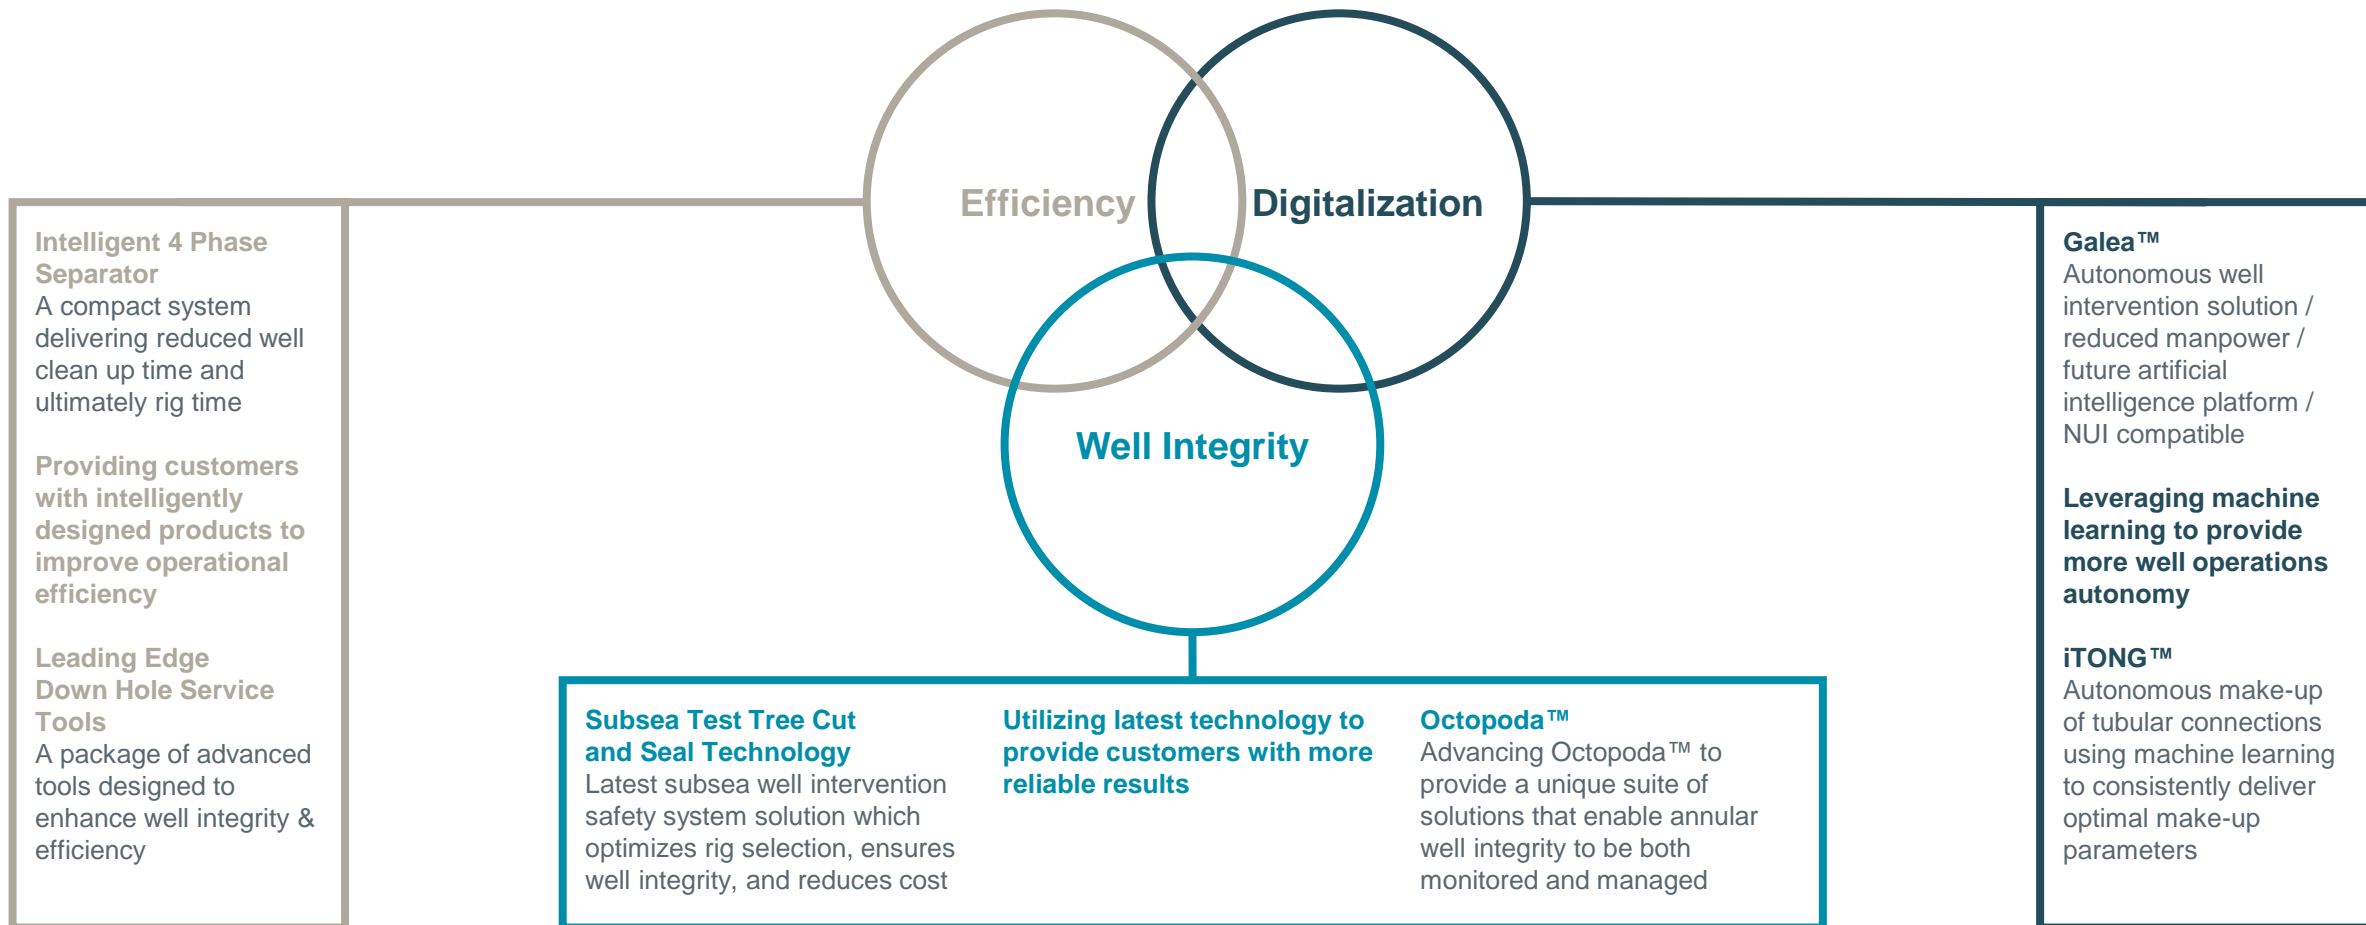 Efficiency
Digitalization
Well Integrity
Intelligent 4 Phase
Separator
A compact system
delivering reduced well
clean up time and
ultimately rig time
Providing customers
with intelligently
designed products to
improve operational
efficiency
Leading Edge
Down Hole Service
Tools
A package of advanced
tools designed to
enhance well integrity &
efficiency
Subsea Test Tree Cut
and Seal Technology
Latest subsea well intervention
safety system solution which
optimizes rig selection, ensures
well integrity, and reduces cost
Utilizing latest technology to
provide customers with more
reliable results
Octopoda™
Advancing Octopoda™ to
provide a unique suite of
solutions that enable annular
well integrity to be both
monitored and managed
Galea™
Autonomous well
intervention solution /
reduced manpower /
future artificial
intelligence platform /
NUI compatible
Leveraging machine
learning to provide
more well operations
autonomy
iTONG™
Autonomous make-up
of tubular connections
using machine learning
to consistently deliver
optimal make-up
parameters